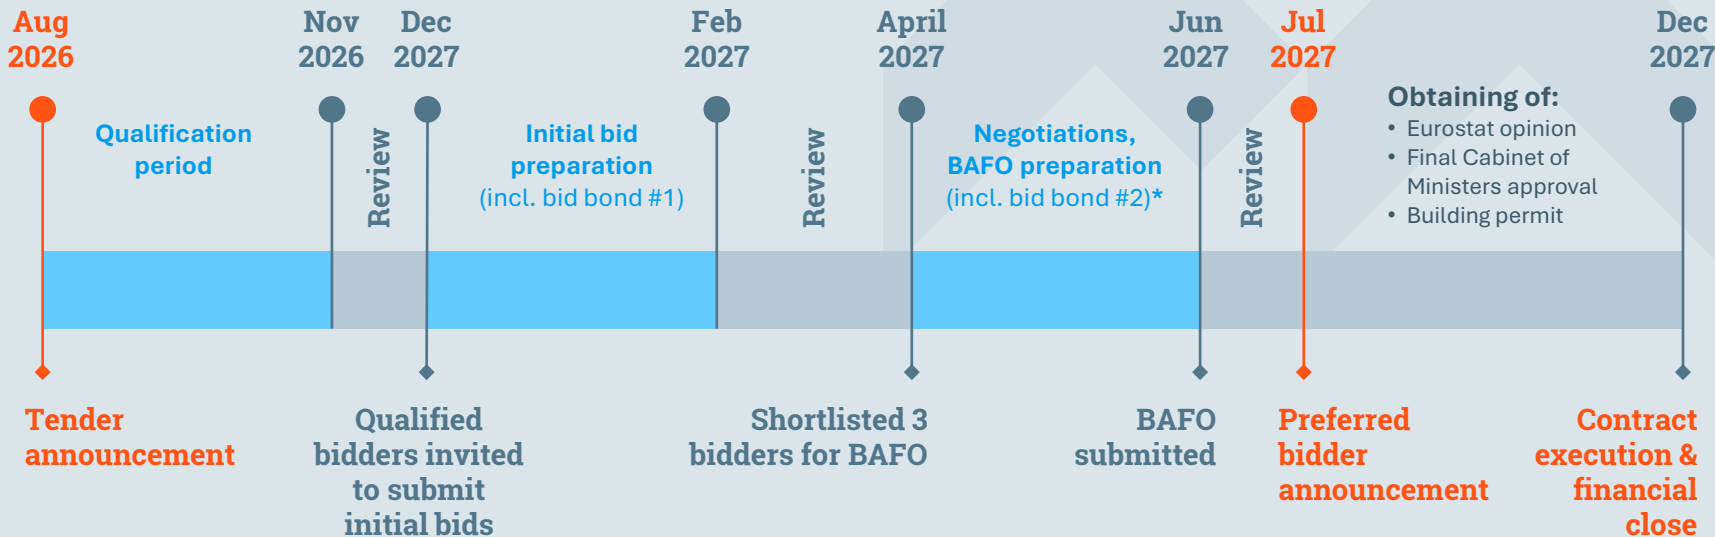 Aug
2026
Nov
2026
Dec
2027
Feb
2027
April
2027
Jun
2027
Jul
2027
Dec
2027
Qualification
period
Review
Initial bid
preparation
(incl. bid bond #1)
Review
Negotiations,
BAFO preparation
(incl. bid bond #2)*
Review
Obtaining of:
• Eurostat opinion
• Final Cabinet of
Ministers approval
• Building permit
Tender
announcement
Qualified
bidders invited
to submit
initial bids
Shortlisted 3
bidders for BAFO
BAFO
submitted
Preferred
bidder
announcement
Contract
execution &
financial
close